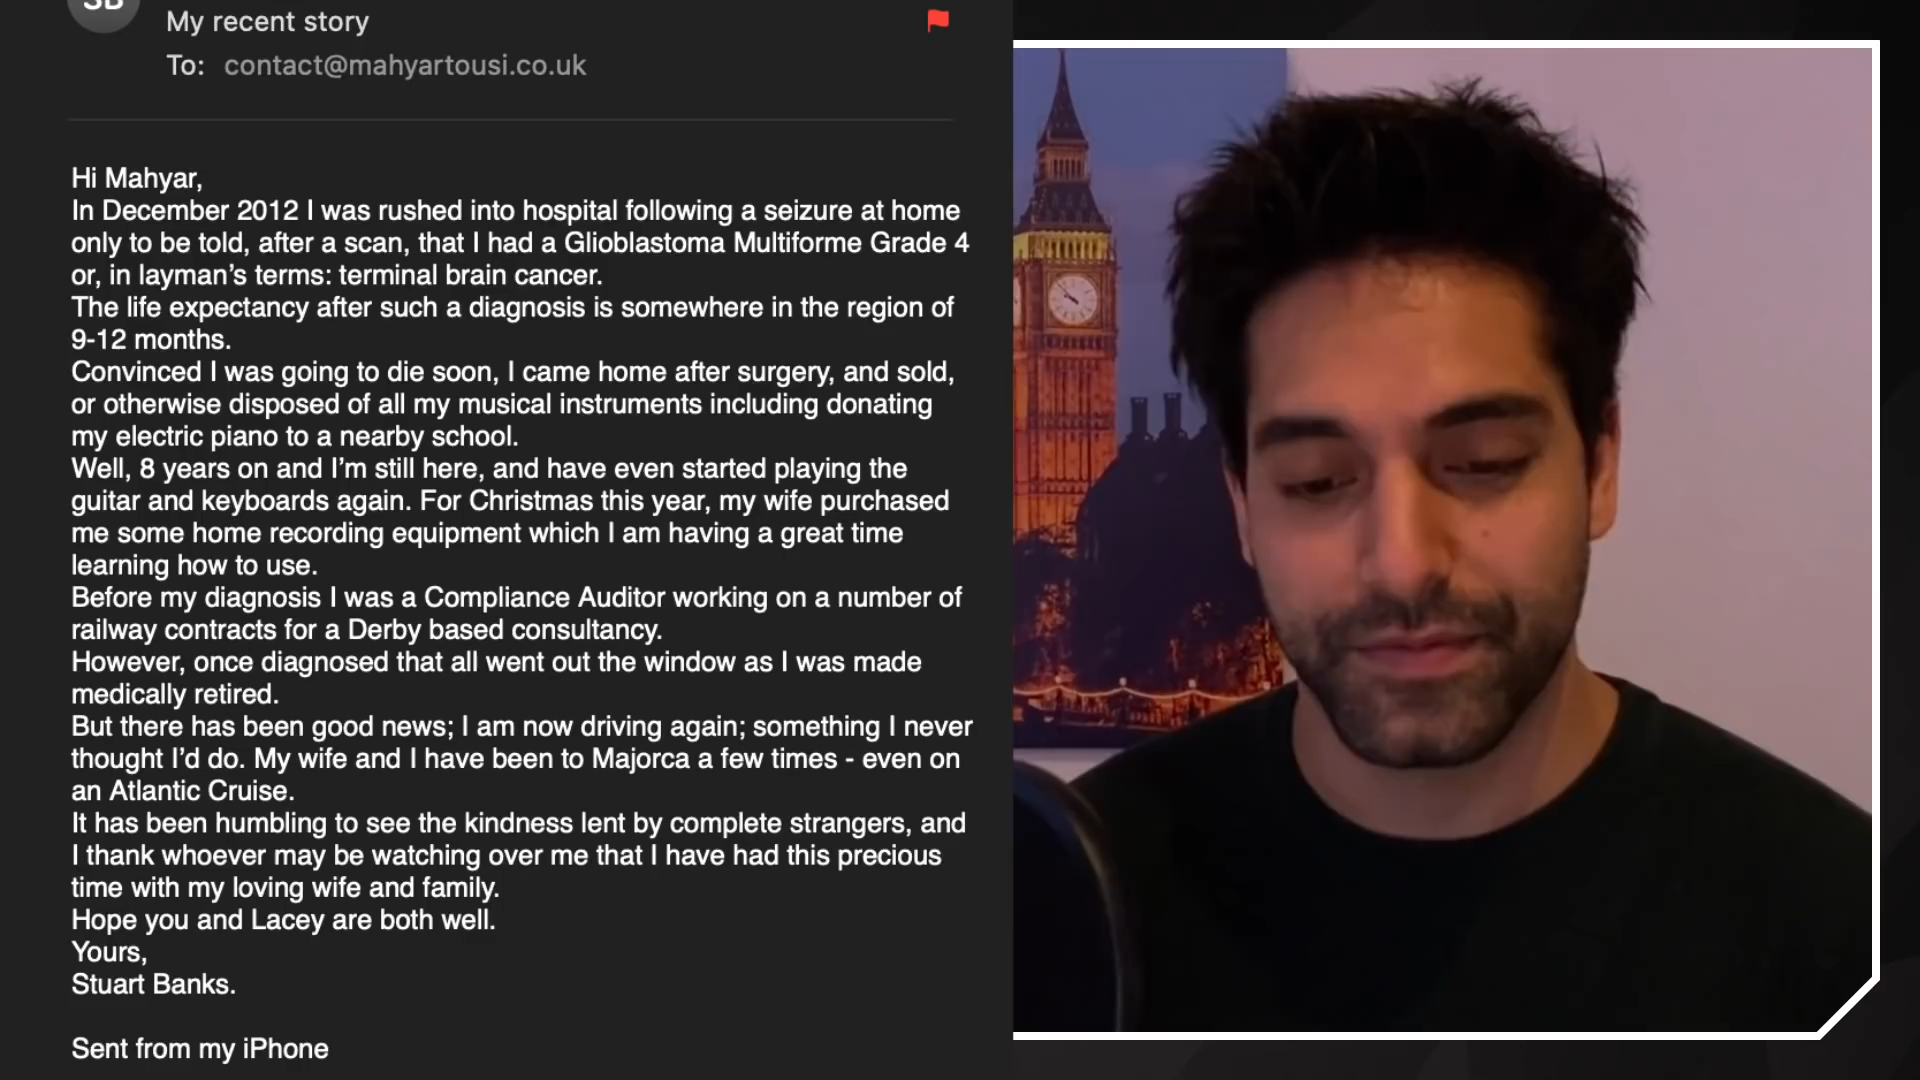 SB
My recent story
To: contact@mahyartousi.co.uk
Hi Mahyar,
In December 2012 I was rushed into hospital following a seizure at home
only to be told, after a scan, that I had a Glioblastoma Multiforme Grade 4
or, in layman’s terms: terminal brain cancer.
The life expectancy after such a diagnosis is somewhere in the region of
9-12 months.
Convinced I was going to die soon, I came home after surgery, and sold,
or otherwise disposed of all my musical instruments including donating
my electric piano to a nearby school.
Well, 8 years on and I’m still here, and have even started playing the
guitar and keyboards again. For Christmas this year, my wife purchased
me some home recording equipment which I am having a great time
learning how to use.
Before my diagnosis I was a Compliance Auditor working on a number of
railway contracts for a Derby based consultancy.
However, once diagnosed that all went out the window as I was made
medically retired.
But there has been good news; I am now driving again; something I never
thought I’d do. My wife and I have been to Majorca a few times - even on
an Atlantic Cruise.
It has been humbling to see the kindness lent by complete strangers, and
I thank whoever may be watching over me that I have had this precious
time with my loving wife and family.
Hope you and Lacey are both well.
Yours,
Stuart Banks.
Sent from my iPhone